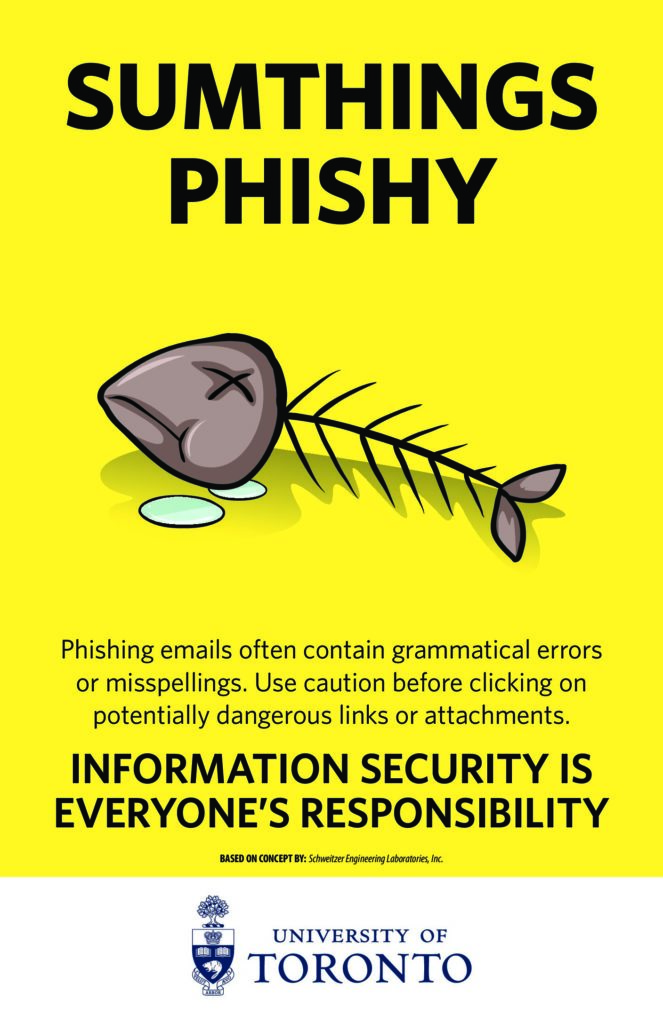 SUMTHINGS
PHISHY
Phishing emails often contain grammatical errors
or misspellings. Use caution before clicking on
potentially dangerous links or attachments.
INFORMATION SECURITY IS
EVERYONE'S RESPONSIBILITY
BASED ON CONCEPT BY: Schweitzer Engineering Laboratories, Inc.
UNIVERSITY OF
TORONTO